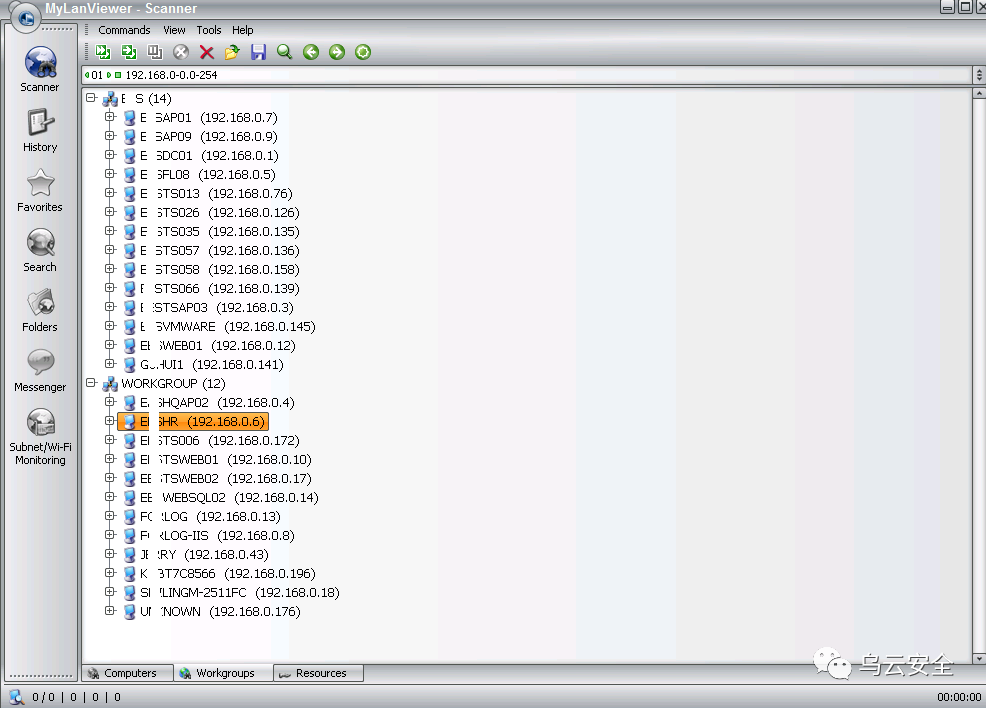 MyLanViewer - Scanner
Commands View Tools Help
01 192.168.0-0.0-254
Scanner
History
Favorites
Search
Folders
Messenger
Subnet/Wi-Fi
Monitoring
E S (14)
E SAP01 (192.168.0.7)
E SAP09 (192.168.0.9)
E SDC01 (192.168.0.1)
E SFL08 (192.168.0.5)
E STS013 (192.168.0.76)
E STS026 (192.168.0.126)
E STS035 (192.168.0.135)
E STS057 (192.168.0.136)
E STS058 (192.168.0.158)
E STS066 (192.168.0.139)
STSAP03 (192.168.0.3)
SVMWARE (192.168.0.145)
SWEB01 (192.168.0.12)
HUI1 (192.168.0.141)
WORKGROUP (12)
SHQAP02 (192.168.0.4)
SHR (192.168.0.6)
STS006 (192.168.0.172)
STSWEB01 (192.168.0.10)
STSWEB02 (192.168.0.17)
WEBSQL02 (192.168.0.14)
LOG (192.168.0.13)
LOG-IIS (192.168.0.8)
RY (192.168.0.43)
K BT7C8566 (192.168.0.196)
LINGM-2511FC (192.168.0.18)
NOWN (192.168.0.176)
Computers Workgroups Resources
乌云安全
0/0 | 0 | 0 | 0 00:00:00